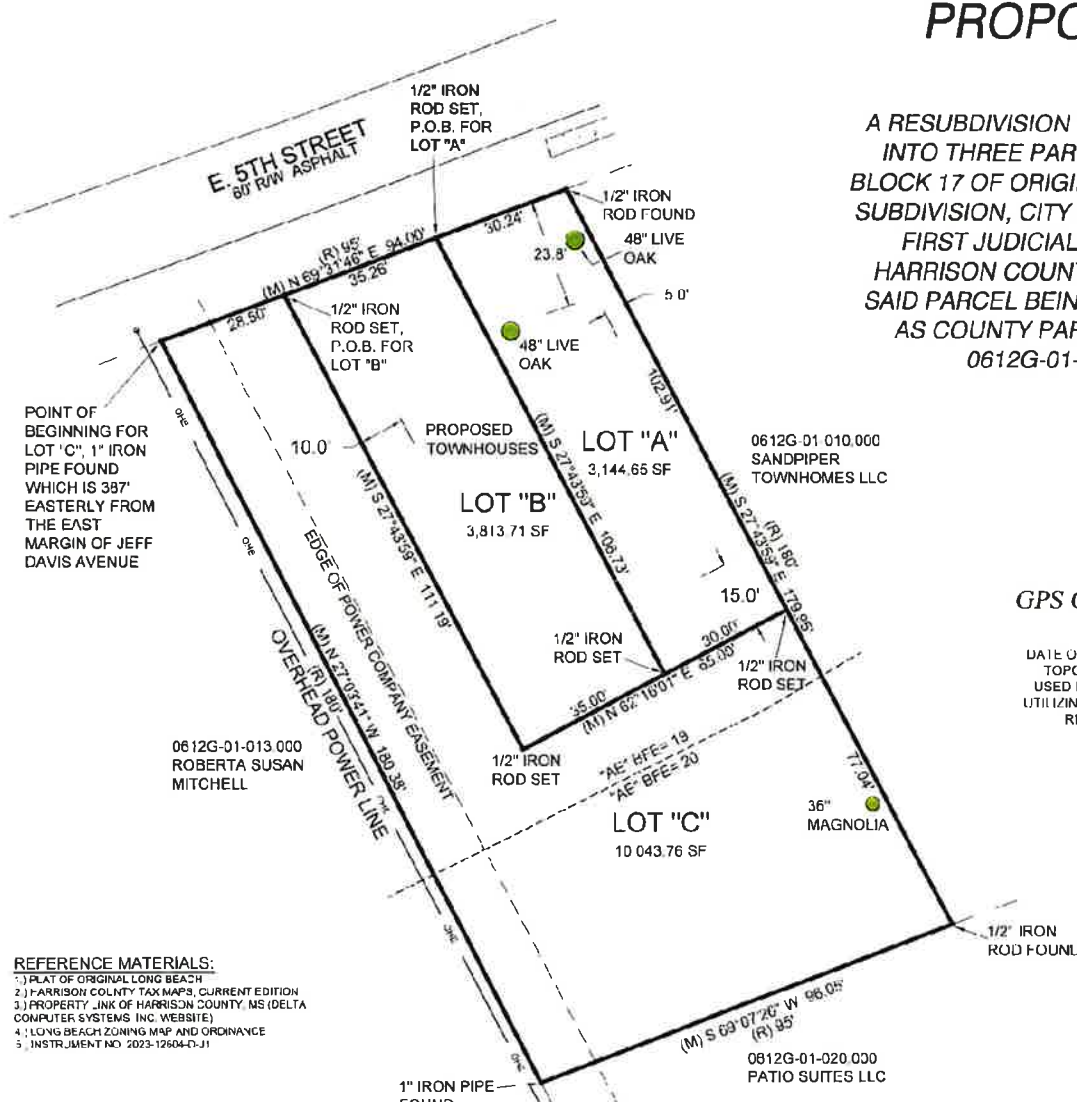 PROPO
A RESUBDIVISION
INTO THREE PAR
BLOCK 17 OF ORIGI
SUBDIVISION, CITY
FIRST JUDICIAL
HARRISON COUNT
SAID PARCEL BEIN
AS COUNTY PAR
0612G-01-
E. 5TH STREET
60' R/W ASPHALT
1/2" IRON
ROD SET,
P.O.B. FOR
LOT "A"
1/2" IRON
ROD FOUND
30.24'
48" LIVE
OAK
23.8'
5.0'
(R) 95'
(M) N 69°31'46" E 94.00'
35.26'
28.50'
1/2" IRON
ROD SET,
P.O.B. FOR
LOT "B"
48" LIVE
OAK
102.91'
POINT OF
BEGINNING FOR
LOT "C", 1" IRON
PIPE FOUND
WHICH IS 387'
EASTERLY FROM
THE EAST
MARGIN OF JEFF
DAVIS AVENUE
OHE
10.0'
PROPOSED
TOWNHOUSES
LOT "A"
3,144.65 SF
0612G-01-010.000
SANDPIPER
TOWNHOMES LLC
LOT "B"
3,813.71 SF
(M) S 27°43'59" E 106.73'
(M) S 27°43'59" E 111.19'
(R) 180'
(M) S 27°43'59" E 179.95'
EDGE OF POWER COMPANY EASEMENT
OHE
15.0'
GPS
DATE O
TOPO
USED
UTILIZIN
OVERHEAD POWER LINE
(M) N 27°03'41" W 180.38'
(R) 180'
1/2" IRON
ROD SET
30.00'
1/2" IRON
ROD SET
35.00'
(M) N 62°16'01" E 65.00'
1/2" IRON
ROD SET
0612G-01-013.000
ROBERTA SUSAN
MITCHELL
"AE" BFE= 19
"AE" BFE= 20
77.04'
OHE
LOT "C"
10 043.76 SF
36"
MAGNOLIA
OHE
1/2" IRON
ROD FOUN
REFERENCE MATERIALS:
1.) PLAT OF ORIGINAL LONG BEACH
2.) HARRISON COUNTY TAX MAPS, CURRENT EDITION
3.) PROPERTY LINK OF HARRISON COUNTY, MS (DELTA
COMPUTER SYSTEMS INC. WEBSITE)
4.) LONG BEACH ZONING MAP AND ORDINANCE
5. INSTRUMENT NO. 2023-12604-D-J1
(M) S 69°07'26" W 96.05'
(R) 95'
0612G-01-020.000
PATIO SUITES LLC
OHE
1" IRON PIPE
FOUND